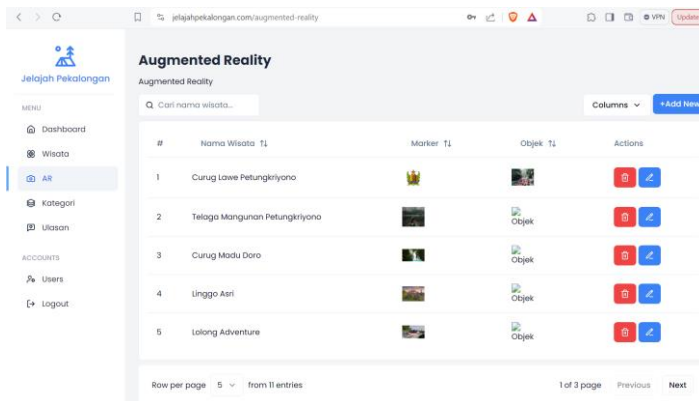 jelajahpekalongan.com/augmented-reality
VPN
Update
Jelajah Pekalongan
MENU
Dashboard
Wisata
AR
Kategori
Ulasan
ACCOUNTS
Users
Logout
Augmented Reality
Augmented Reality
Cari nama wisata...
Columns
+Add New
# Nama Wisata Marker Objek Actions
1 Curug Lawe Petungkriyono
2 Telaga Mangunan Petungkriyono Objek
3 Curug Madu Doro Objek
4 Linggo Asri Objek
5 Lolong Adventure Objek
Row per page 5 from 11 entries
1 of 3 page Previous Next